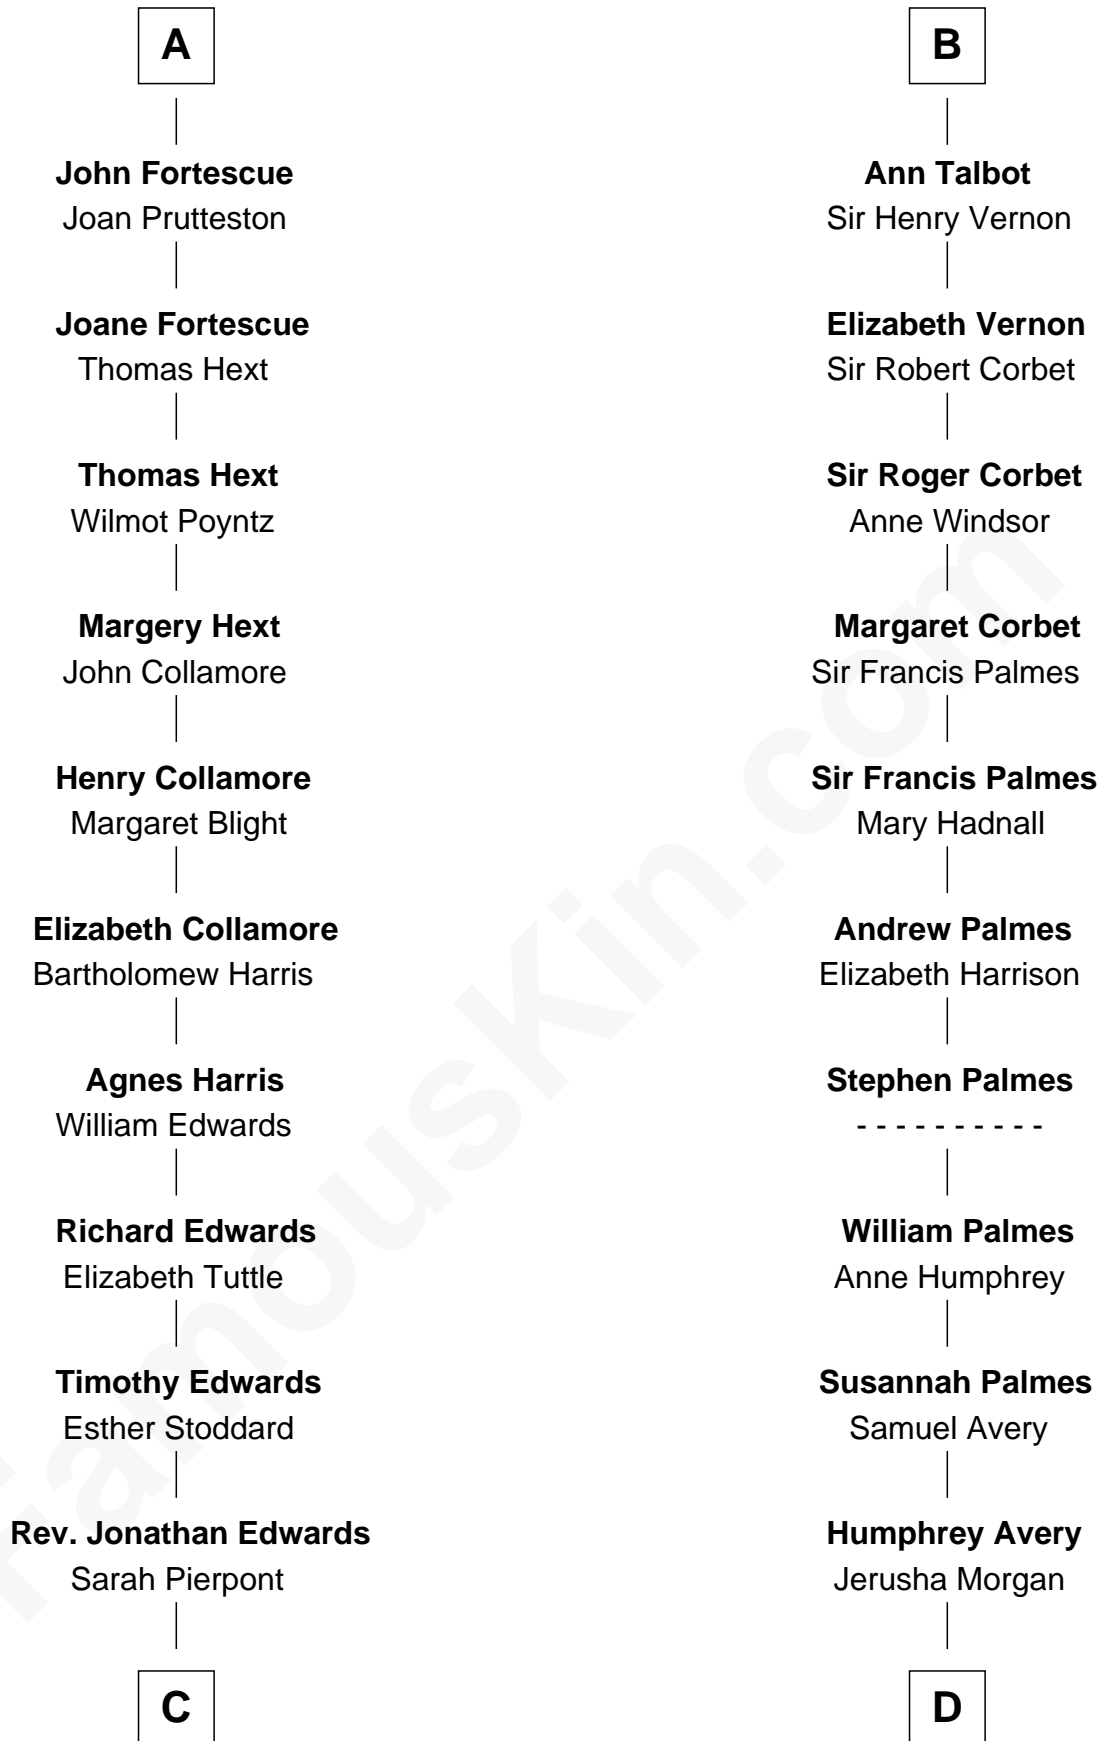 A
John Fortescue
Joan Prutteston
Joane Fortescue
Thomas Hext
Thomas Hext
Wilmot Poyntz
Margery Hext
John Collamore
Henry Collamore
Margaret Blight
Elizabeth Collamore
Bartholomew Harris
Agnes Harris
William Edwards
Richard Edwards
Elizabeth Tuttle
Timothy Edwards
Esther Stoddard
Rev. Jonathan Edwards
Sarah Pierpont
C
B
Ann Talbot
Sir Henry Vernon
Elizabeth Vernon
Sir Robert Corbet
Sir Roger Corbet
Anne Windsor
Margaret Corbet
Sir Francis Palmes
Sir Francis Palmes
Mary Hadnall
Andrew Palmes
Elizabeth Harrison
Stephen Palmes
- - - - - - - - - -
William Palmes
Anne Humphrey
Susannah Palmes
Samuel Avery
Humphrey Avery
Jerusha Morgan
D
FamousKin.com